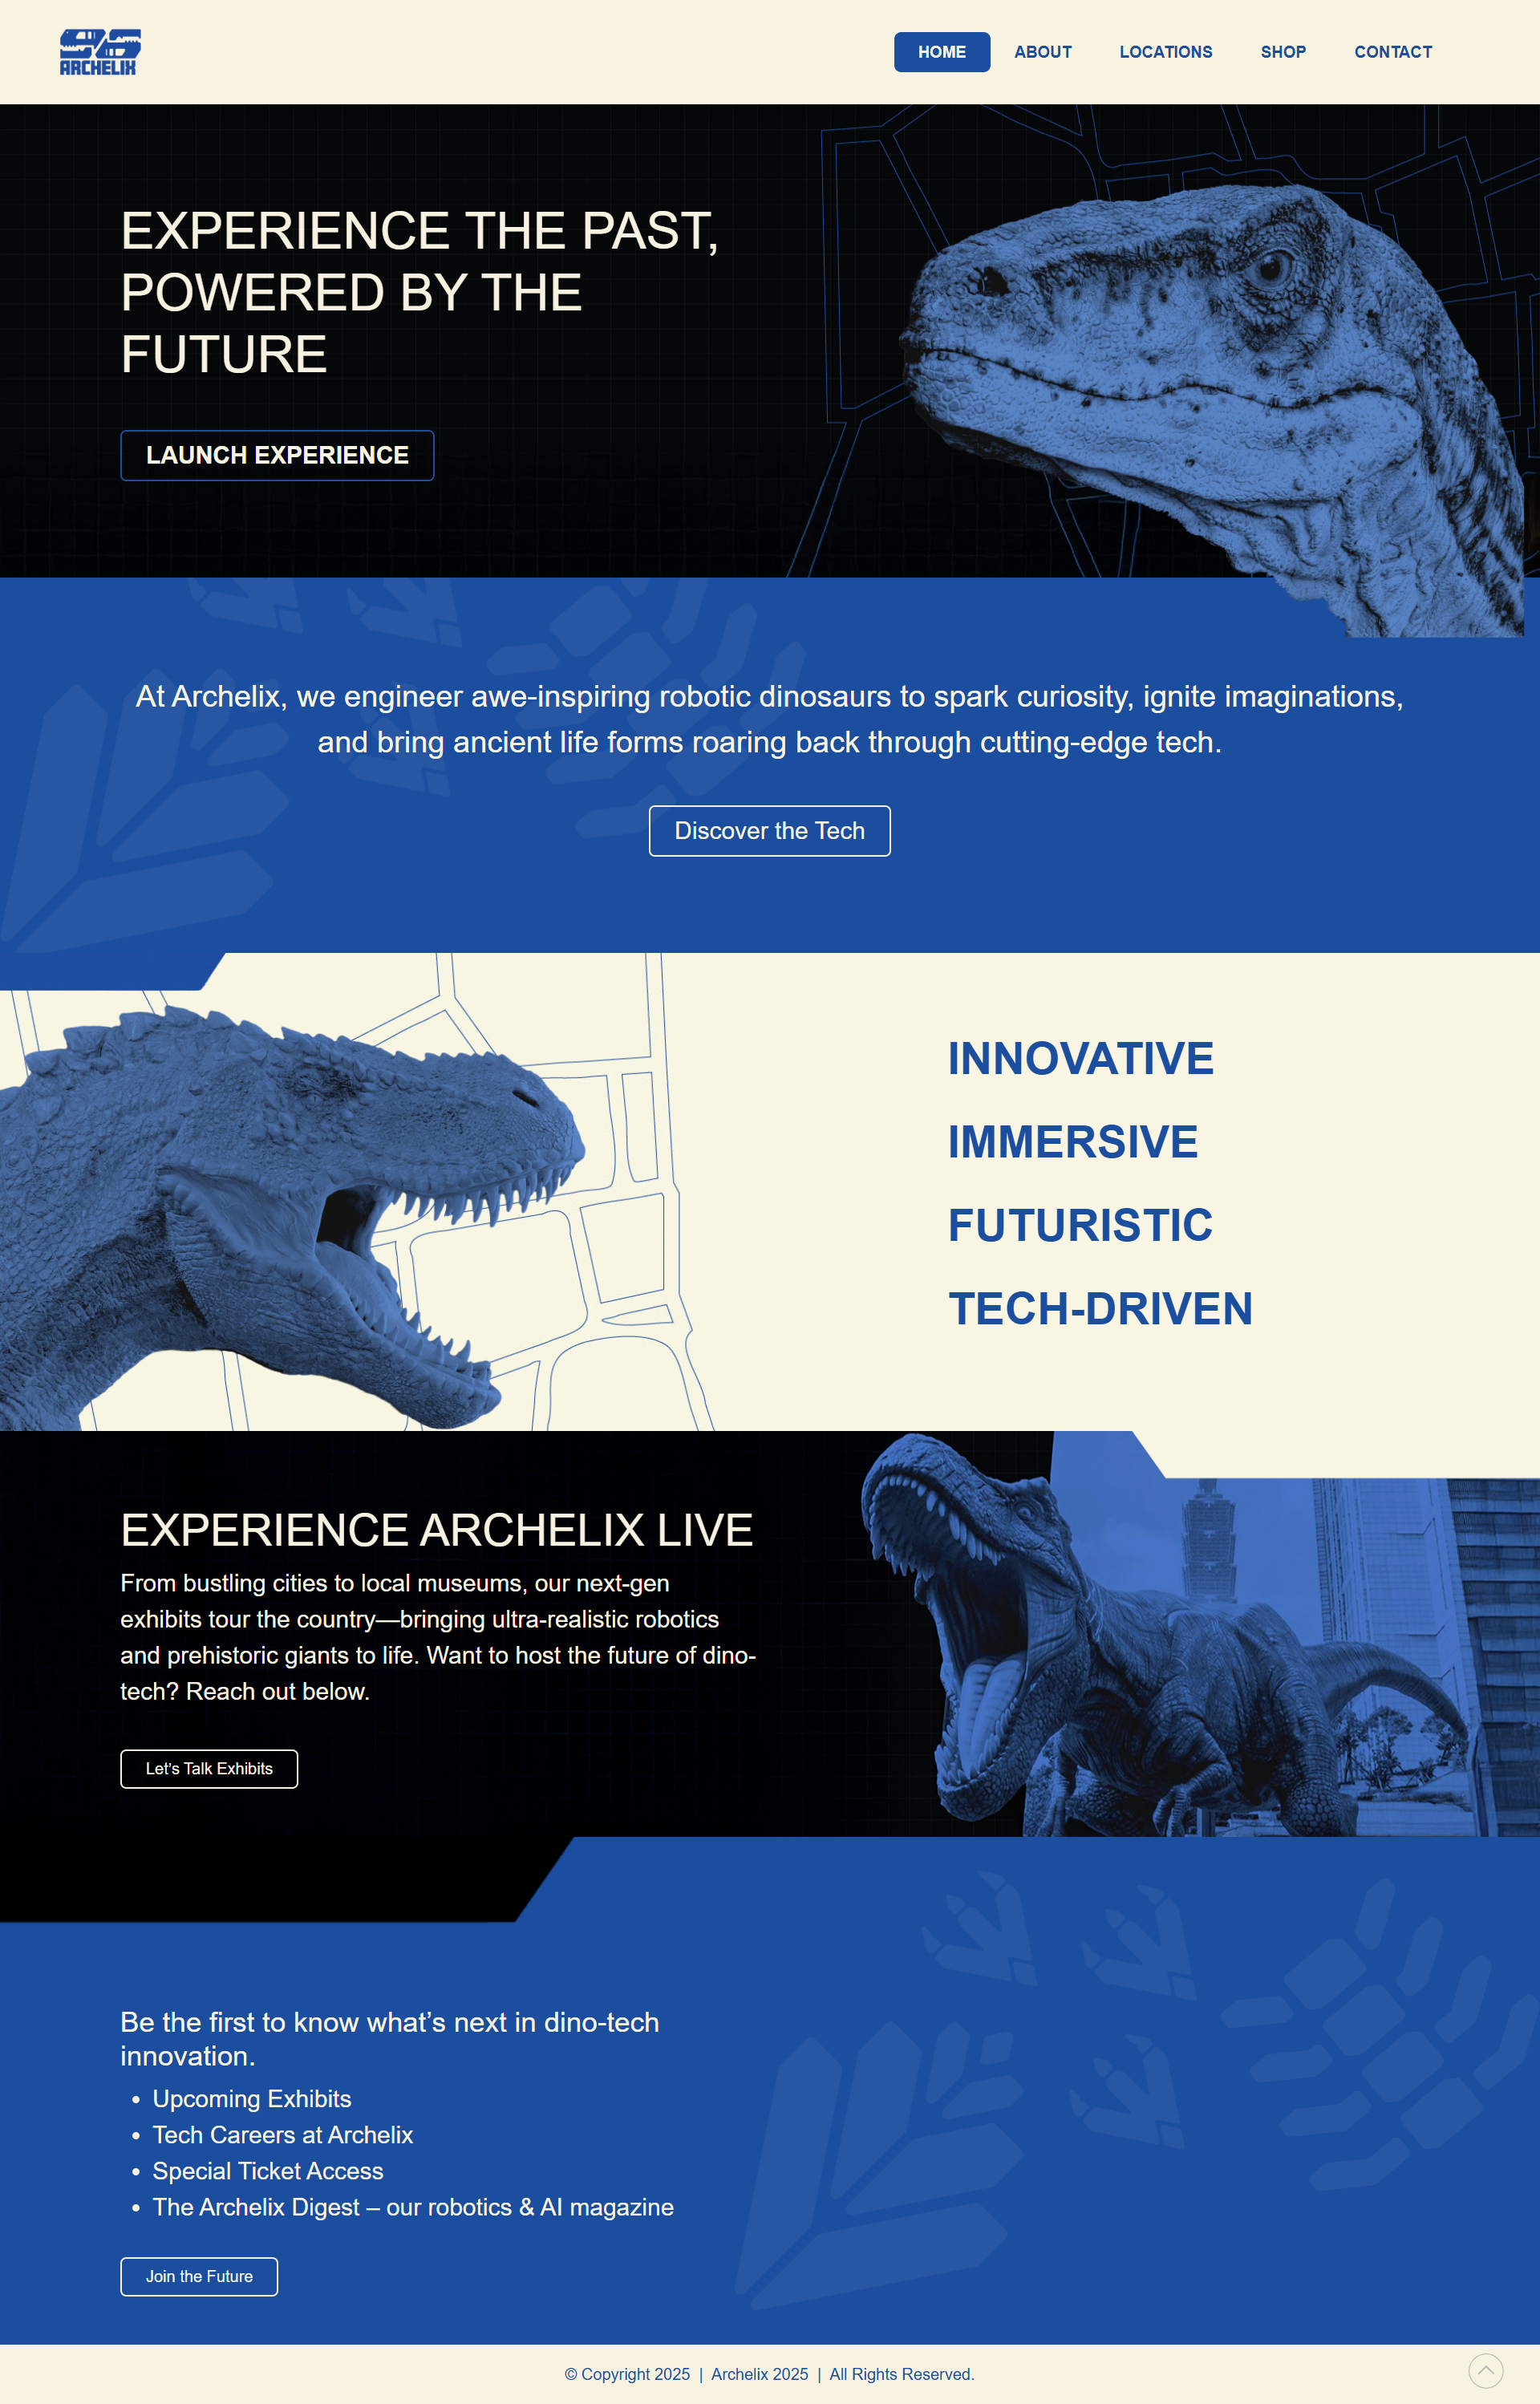 ARCHELIX
HOME ABOUT LOCATIONS SHOP CONTACT
EXPERIENCE THE PAST,
POWERED BY THE
FUTURE
LAUNCH EXPERIENCE
At Archelix, we engineer awe-inspiring robotic dinosaurs to spark curiosity, ignite imaginations,
and bring ancient life forms roaring back through cutting-edge tech.
Discover the Tech
INNOVATIVE
IMMERSIVE
FUTURISTIC
TECH-DRIVEN
EXPERIENCE ARCHELIX LIVE
From bustling cities to local museums, our next-gen
exhibits tour the country—bringing ultra-realistic robotics
and prehistoric giants to life. Want to host the future of dino-
tech? Reach out below.
Let’s Talk Exhibits
Be the first to know what’s next in dino-tech
innovation.
• Upcoming Exhibits
• Tech Careers at Archelix
• Special Ticket Access
• The Archelix Digest – our robotics & AI magazine
Join the Future
© Copyright 2025 | Archelix 2025 | All Rights Reserved.